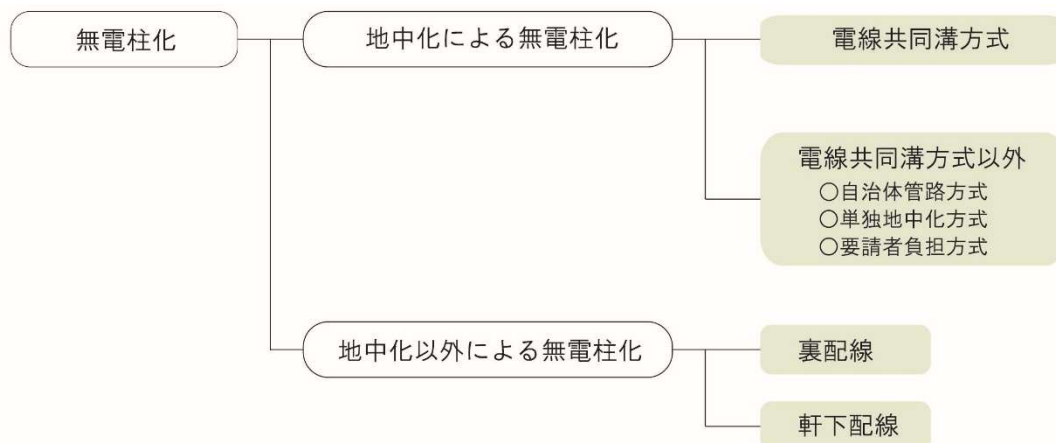 無電柱化
地中化による無電柱化
電線共同溝方式
電線共同溝方式以外
○自治体管路方式
○単独地中化方式
○要請者負担方式
地中化以外による無電柱化
裏配線
軒下配線